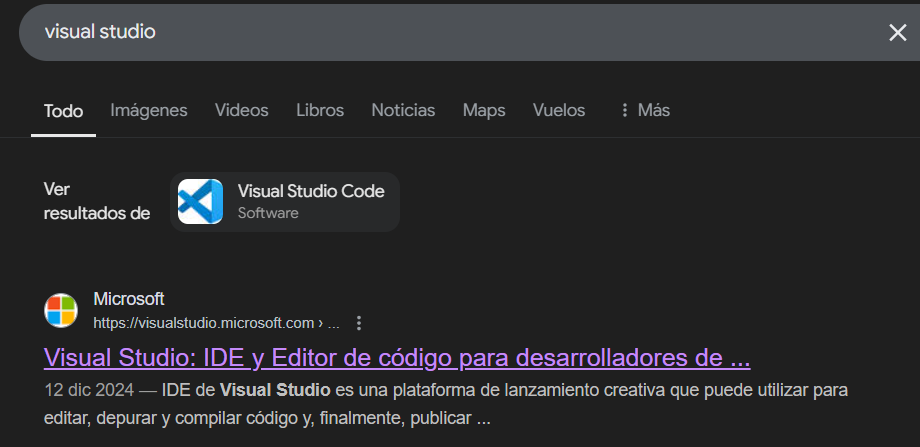 visual studio
Todo Imágenes Videos Libros Noticias Maps Vuelos Más
Ver
resultados de
Visual Studio Code
Software
Microsoft
https://visualstudio.microsoft.com › ...
Visual Studio: IDE y Editor de código para desarrolladores de ...
12 dic 2024 — IDE de Visual Studio es una plataforma de lanzamiento creativa que puede utilizar para
editar, depurar y compilar código y, finalmente, publicar ...